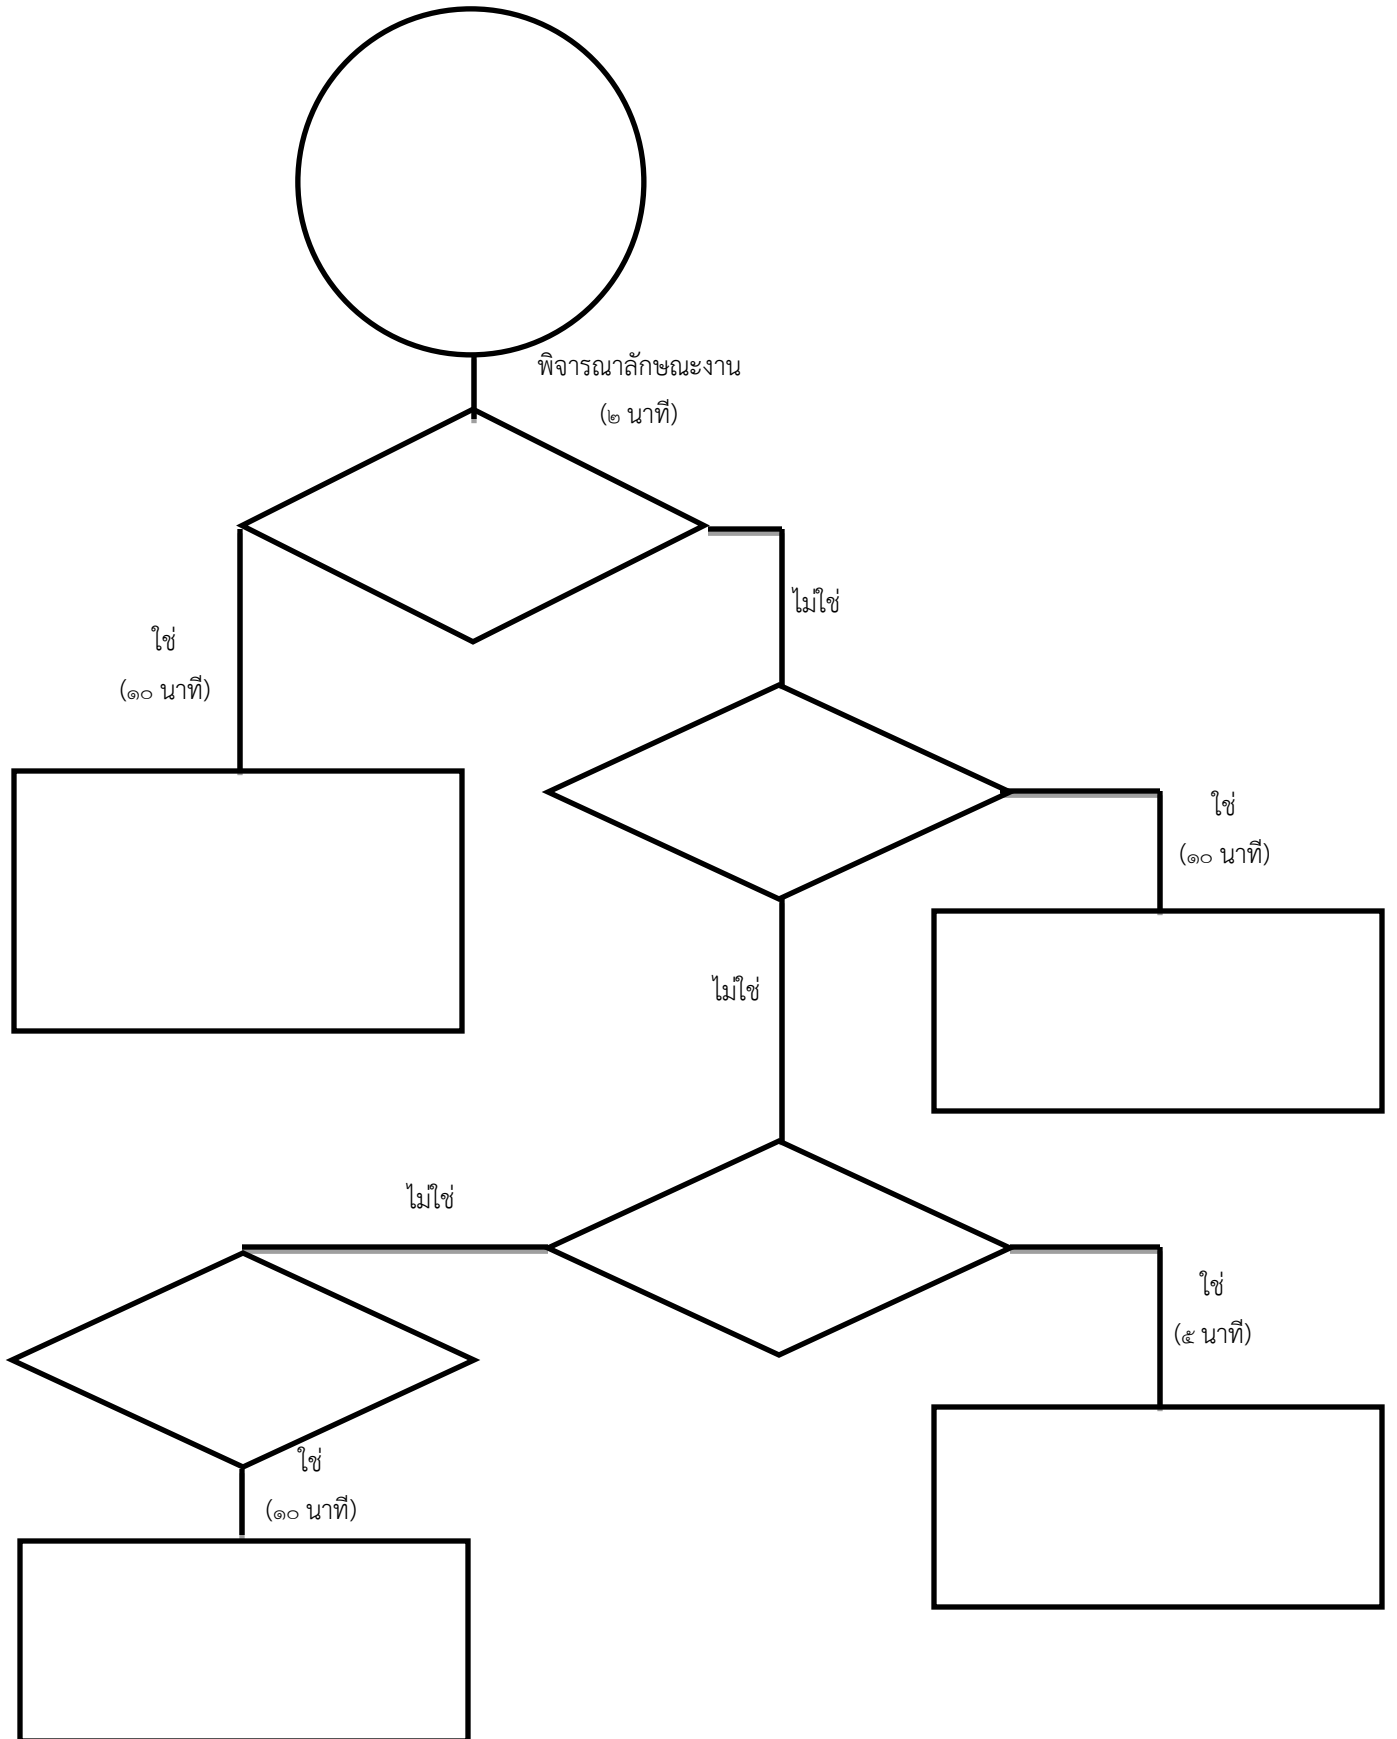 พิจารณาลักษณะงาน
(๒ นาที)
ไม่ใช่
ใช่
(๑๐ นาที)
ใช่
(๑๐ นาที)
ไม่ใช่
ไม่ใช่
ใช่
(๕ นาที)
ใช่
(๑๐ นาที)